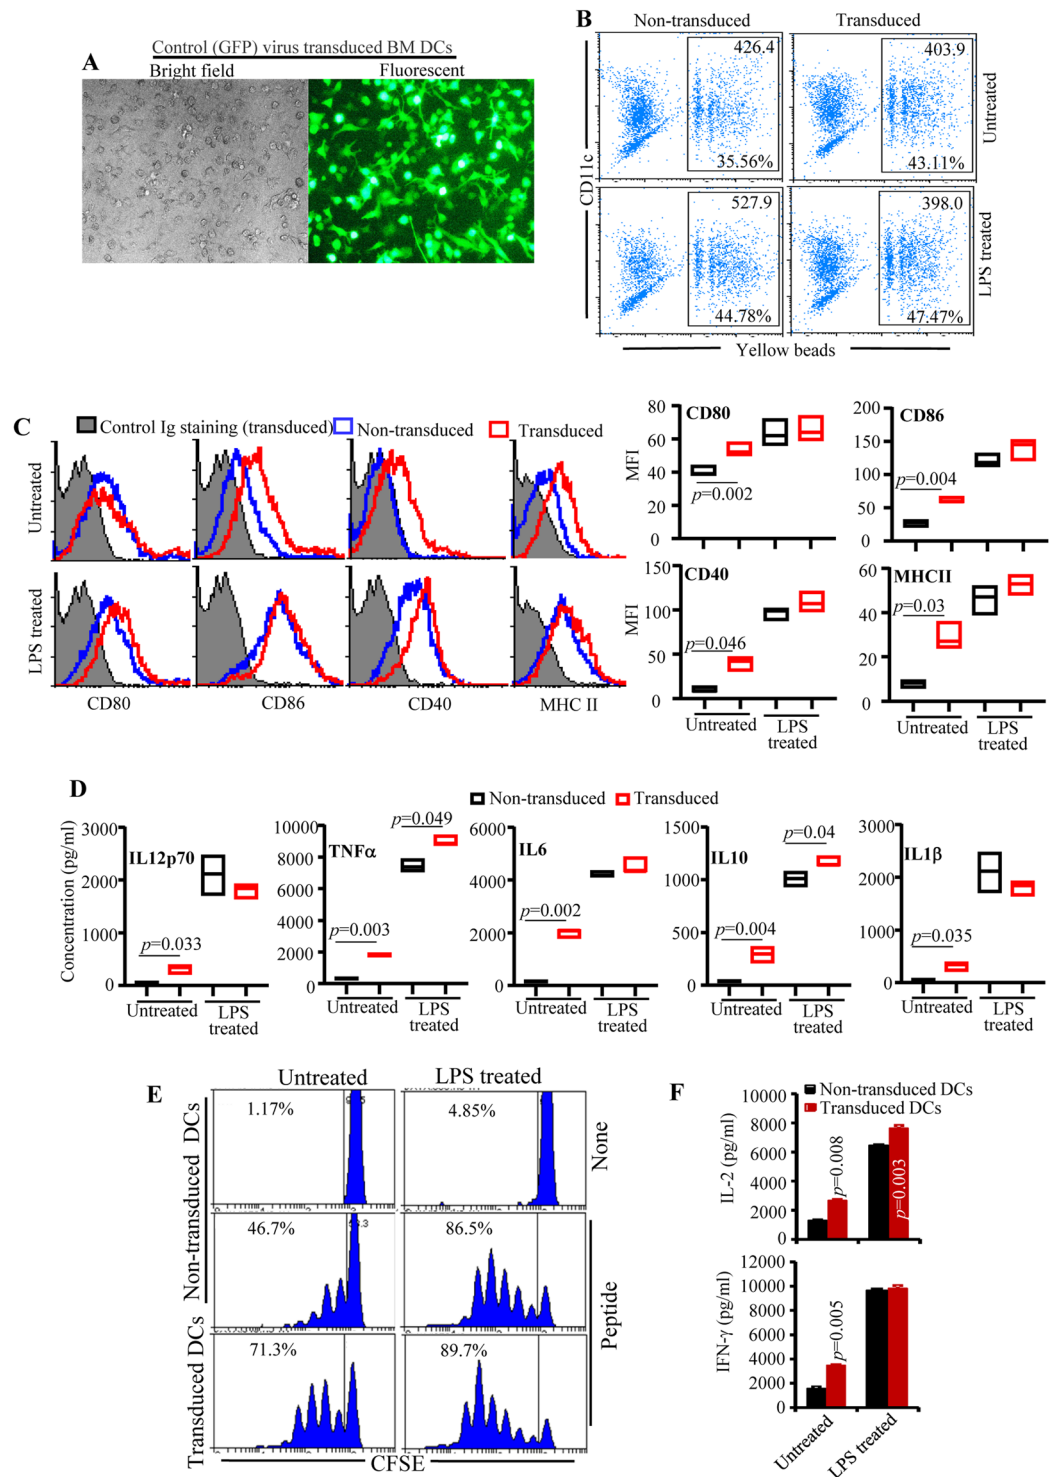 A
Control (GFP) virus transduced BM DCs
Bright field
Fluorescent
B
Non-transduced
Transduced
426.4
35.56%
403.9
43.11%
Untreated
527.9
44.78%
398.0
47.47%
LPS treated
CD11c
Yellow beads
C
Control Ig staining (transduced)
Non-transduced
Transduced
Untreated
LPS treated
CD80
CD86
CD40
MHC II
CD80
MFI
80
60
40
20
0
p=0.002
CD86
200
150
100
50
0
p=0.004
CD40
MFI
150
100
50
0
p=0.046
Untreated
LPS
treated
MHCII
60
40
20
0
p=0.03
Untreated
LPS
treated
D
Non-transduced
Transduced
Concentration (pg/ml)
IL12p70
3000
2000
1000
0
p=0.033
Untreated
LPS
treated
TNFα
10000
8000
6000
4000
2000
0
p=0.003
p=0.049
Untreated
LPS
treated
IL6
6000
4000
2000
0
p=0.002
Untreated
LPS
treated
IL10
1500
1000
500
0
p=0.004
p=0.04
Untreated
LPS
treated
IL1β
3000
2000
1000
0
p=0.035
Untreated
LPS
treated
E
Untreated
LPS treated
Non-transduced DCs
Transduced DCs
1.17%
4.85%
None
46.7%
86.5%
71.3%
89.7%
Peptide
CFSE
F
Non-transduced DCs
Transduced DCs
IL-2 (pg/ml)
10000
8000
6000
4000
2000
0
p=0.008
p=0.003
IFN-γ (pg/ml)
12000
10000
8000
6000
4000
2000
0
p=0.005
Untreated
LPS treated